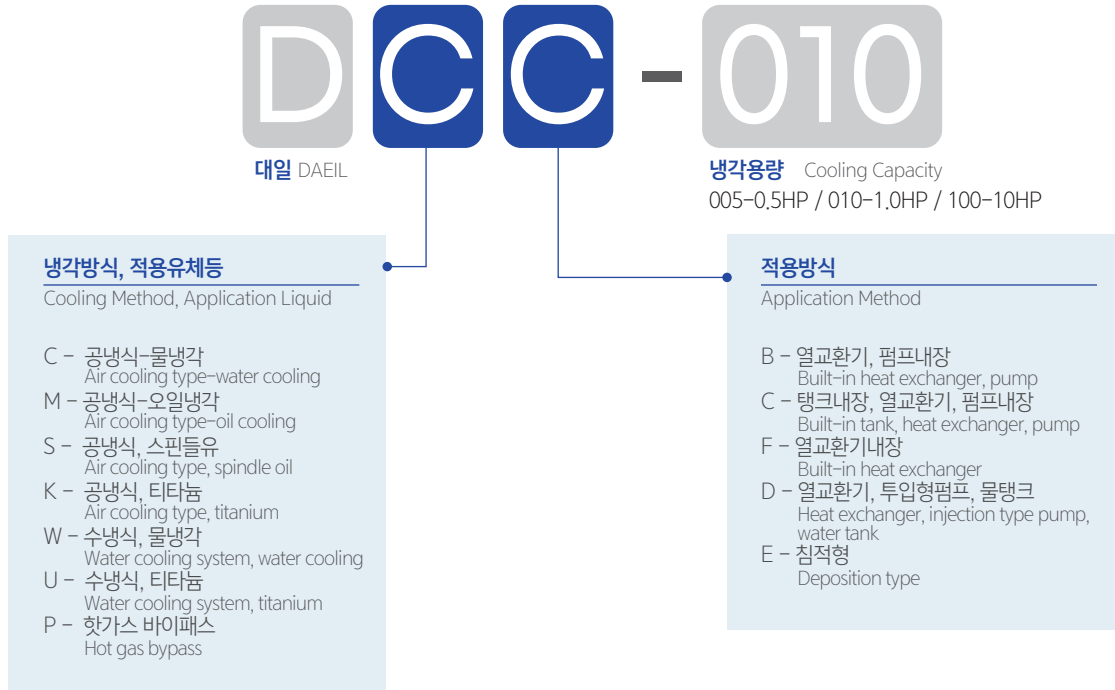 DCC-010
대일 DAEIL
냉각용량 Cooling Capacity
005-0.5HP / 010-1.0HP / 100-10HP
냉각방식, 적용유체등
Cooling Method, Application Liquid
C - 공냉식-물냉각
Air cooling type-water cooling
M - 공냉식-오일냉각
Air cooling type-oil cooling
S - 공냉식, 스핀들유
Air cooling type, spindle oil
K - 공냉식, 티타늄
Air cooling type, titanium
W - 수냉식, 물냉각
Water cooling system, water cooling
U - 수냉식, 티타늄
Water cooling system, titanium
P - 핫가스 바이패스
Hot gas bypass
적용방식
Application Method
B - 열교환기, 펌프내장
Built-in heat exchanger, pump
C - 탱크내장, 열교환기, 펌프내장
Built-in tank, heat exchanger, pump
F - 열교환기내장
Built-in heat exchanger
D - 열교환기, 투입형펌프, 물탱크
Heat exchanger, injection type pump,
water tank
E - 침적형
Deposition type